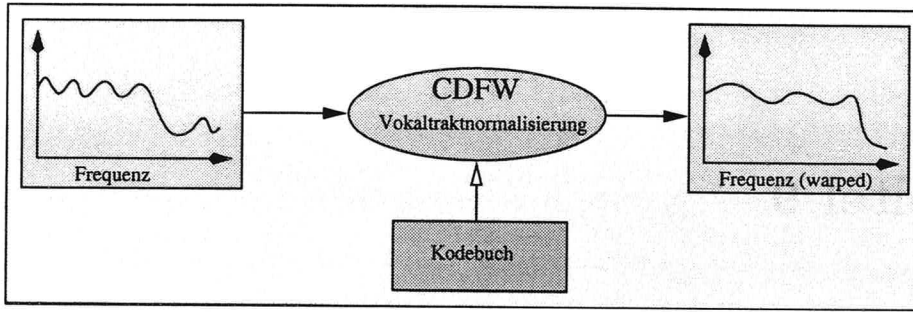 Frequenz
CDFW
Vokaltraktnormalisierung
Kodebuch
Frequenz (warped)